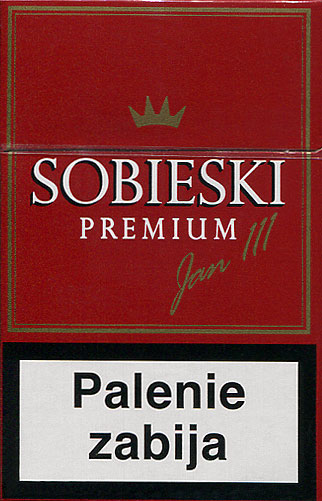 SOBIESKI
PREMIUM
Jan III
Palenie
zabija